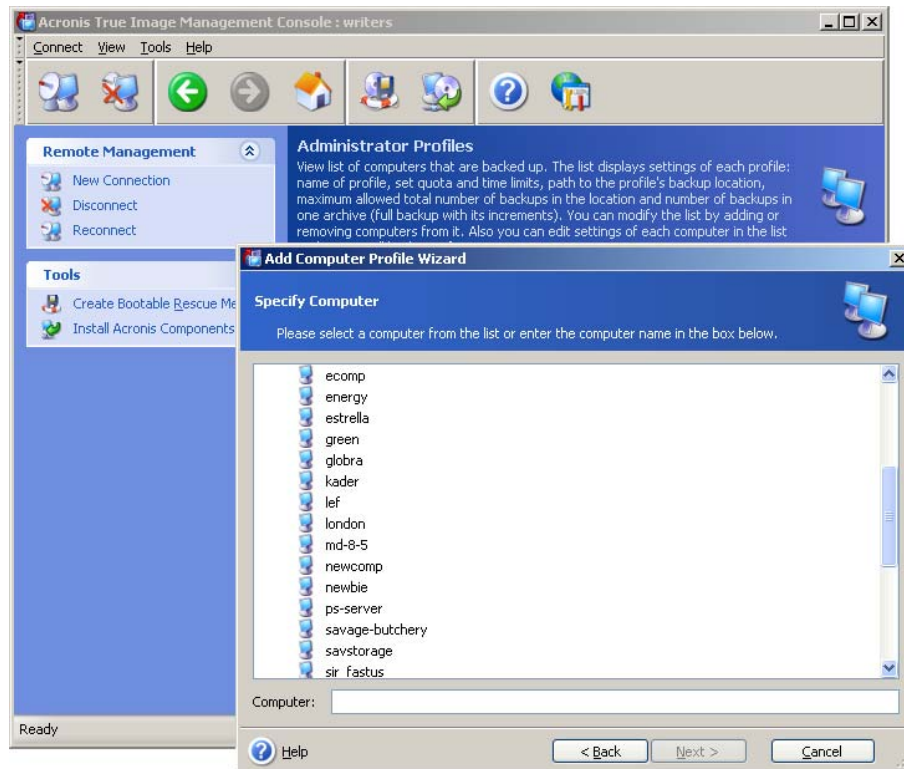 Acronis True Image Management Console : writers
Connect View Tools Help
Remote Management
New Connection
Disconnect
Reconnect
Tools
Create Bootable Rescue Me
Install Acronis Components
Administrator Profiles
View list of computers that are backed up. The list displays settings of each profile:
name of profile, set quota and time limits, path to the profile's backup location,
maximum allowed total number of backups in the location and number of backups in
one archive (full backup with its increments). You can modify the list by adding or
removing computers from it. Also you can edit settings of each computer in the list
Add Computer Profile Wizard
Specify Computer
Please select a computer from the list or enter the computer name in the box below.
ecomp
energy
estrella
green
globra
kader
lef
london
md-8-5
newcomp
newbie
ps-server
savage-butchery
savstorage
sir_fastus
Computer:
Help
< Back Next > Cancel
Ready